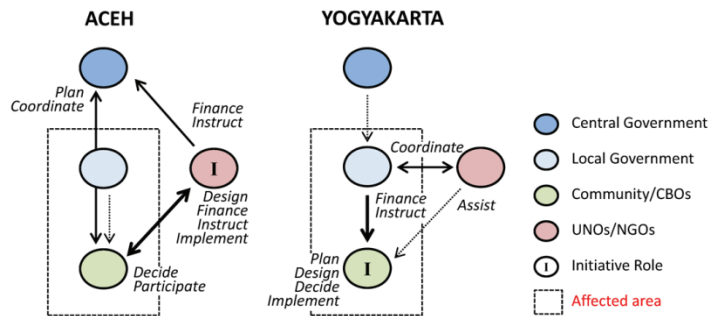 ACEH
Plan
Coordinate
Finance
Instruct
I
Design
Finance
Instruct
Implement
Decide
Participate
YOGYAKARTA
Coordinate
Finance
Instruct
Assist
Plan
Design
Decide
Implement
I
Central Government
Local Government
Community/CBOs
UNOs/NGOs
I
Initiative Role
Affected area